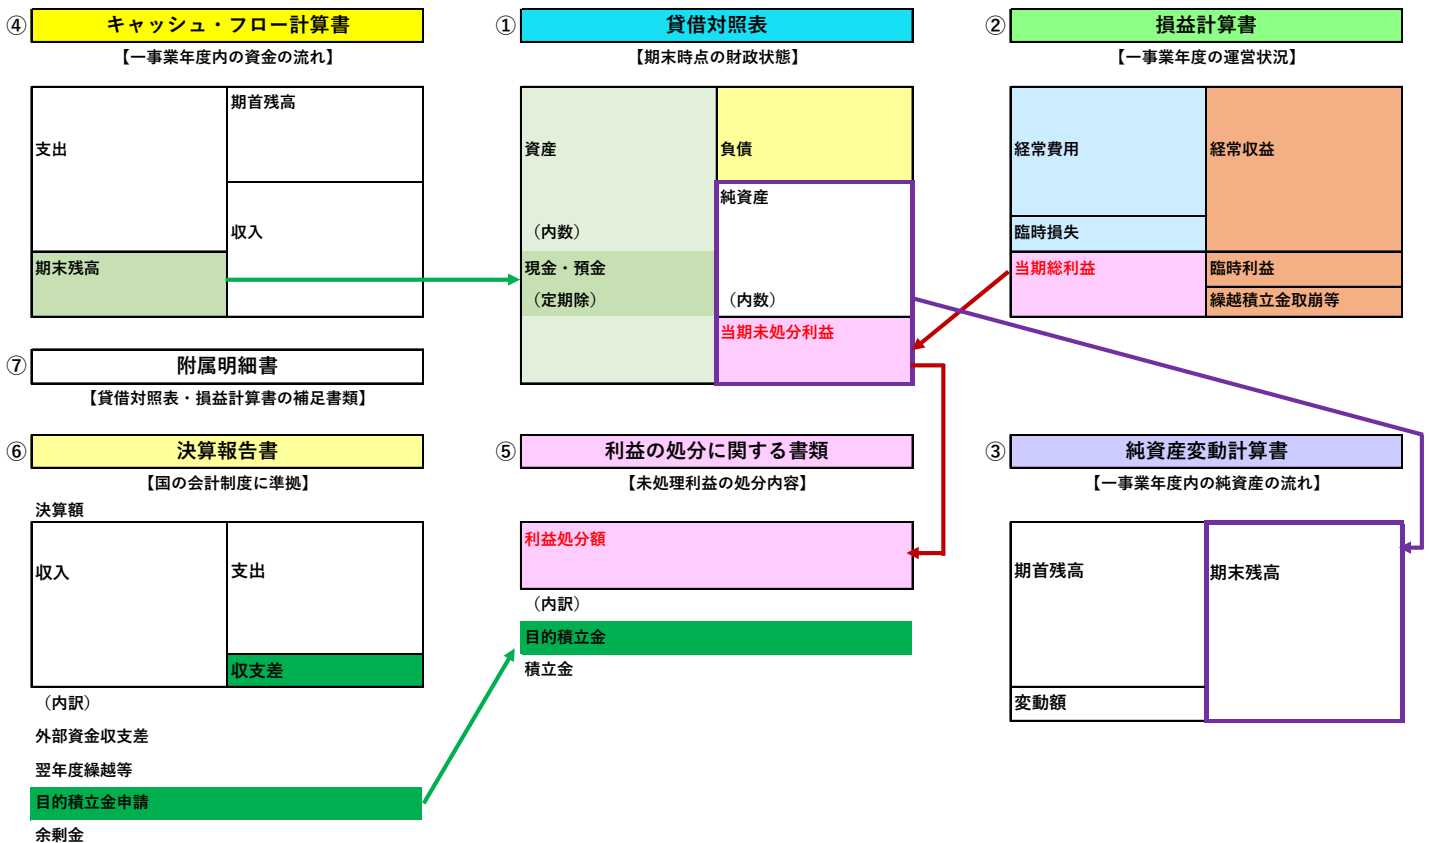 ④
キャッシュ・フロー計算書
【一事業年度内の資金の流れ】
支出
期首残高
収入
期末残高
①
貸借対照表
【期末時点の財政状態】
資産
（内数）
現金・預金
（定期除）
負債
純資産
（内数）
当期未処分利益
②
損益計算書
【一事業年度の運営状況】
経常費用
臨時損失
当期総利益
経常収益
臨時利益
繰越積立金取崩等
⑦
附属明細書
【貸借対照表・損益計算書の補足書類】
⑥
決算報告書
【国の会計制度に準拠】
決算額
収入
支出
収支差
（内訳）
外部資金収支差
翌年度繰越等
目的積立金申請
余剰金
⑤
利益の処分に関する書類
【未処理利益の処分内容】
利益処分額
（内訳）
目的積立金
積立金
③
純資産変動計算書
【一事業年度内の純資産の流れ】
期首残高
変動額
期末残高